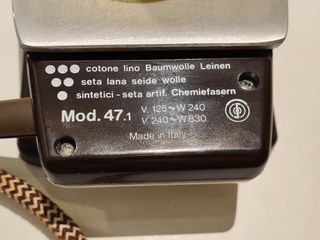 cotone lino Baumwolle Leinen
seta lana seide wolle
sintetici - seta artif. Chemiefasern
Mod. 47.1
V 125~W 240
V 240~W 830
Made in Italy